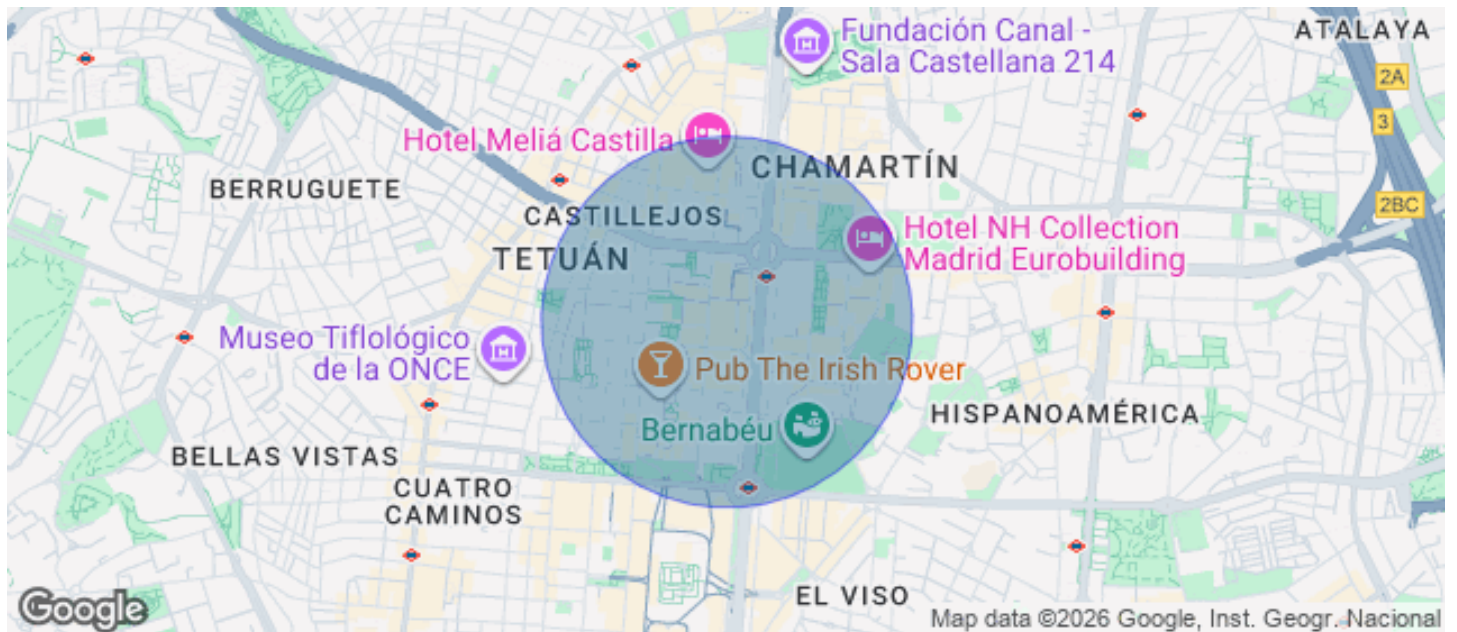 Fundación Canal -
Sala Castellana 214
ATALAYA
2A
3
Hotel Meliá Castilla
CHAMARTÍN
BERRUGUETE
2BC
CASTILLEJOS
Hotel NH Collection
Madrid Eurobuilding
TETUÁN
Museo Tiflológico
de la ONCE
Pub The Irish Rover
Bernabéu
HISPANOAMÉRICA
BELLAS VISTAS
CUATRO
CAMINOS
EL VISO
Google
Map data ©2026 Google, Inst. Geogr. Nacional